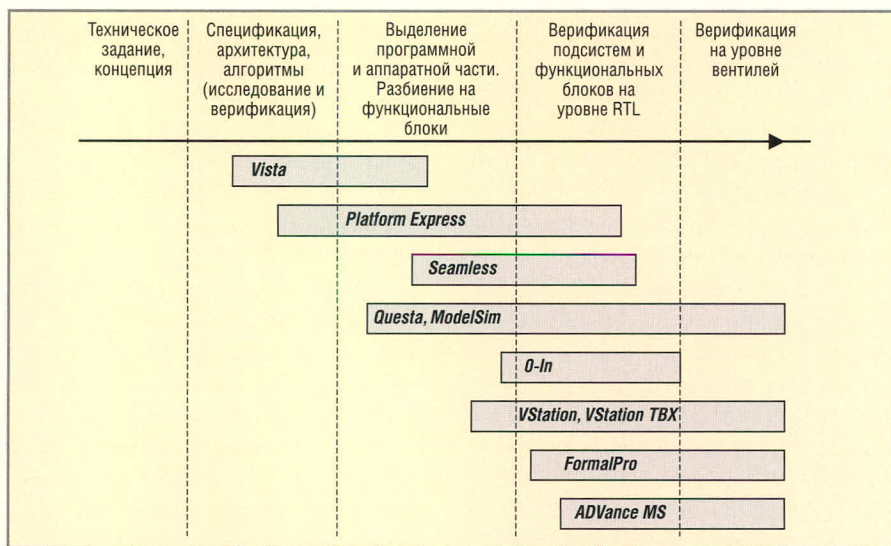 Техническое
задание,
концепция
Спецификация,
архитектура,
алгоритмы
(исследование и
верификация)
Выделение
программной
и аппаратной части.
Разбиение на
функциональные
блоки
Верификация
подсистем и
функциональных
блоков на
уровне RTL
Верификация
на уровне
вентилей
Vista
Platform Express
Seamless
Questa, ModelSim
0-In
VStation, VStation TBX
FormalPro
ADVance MS